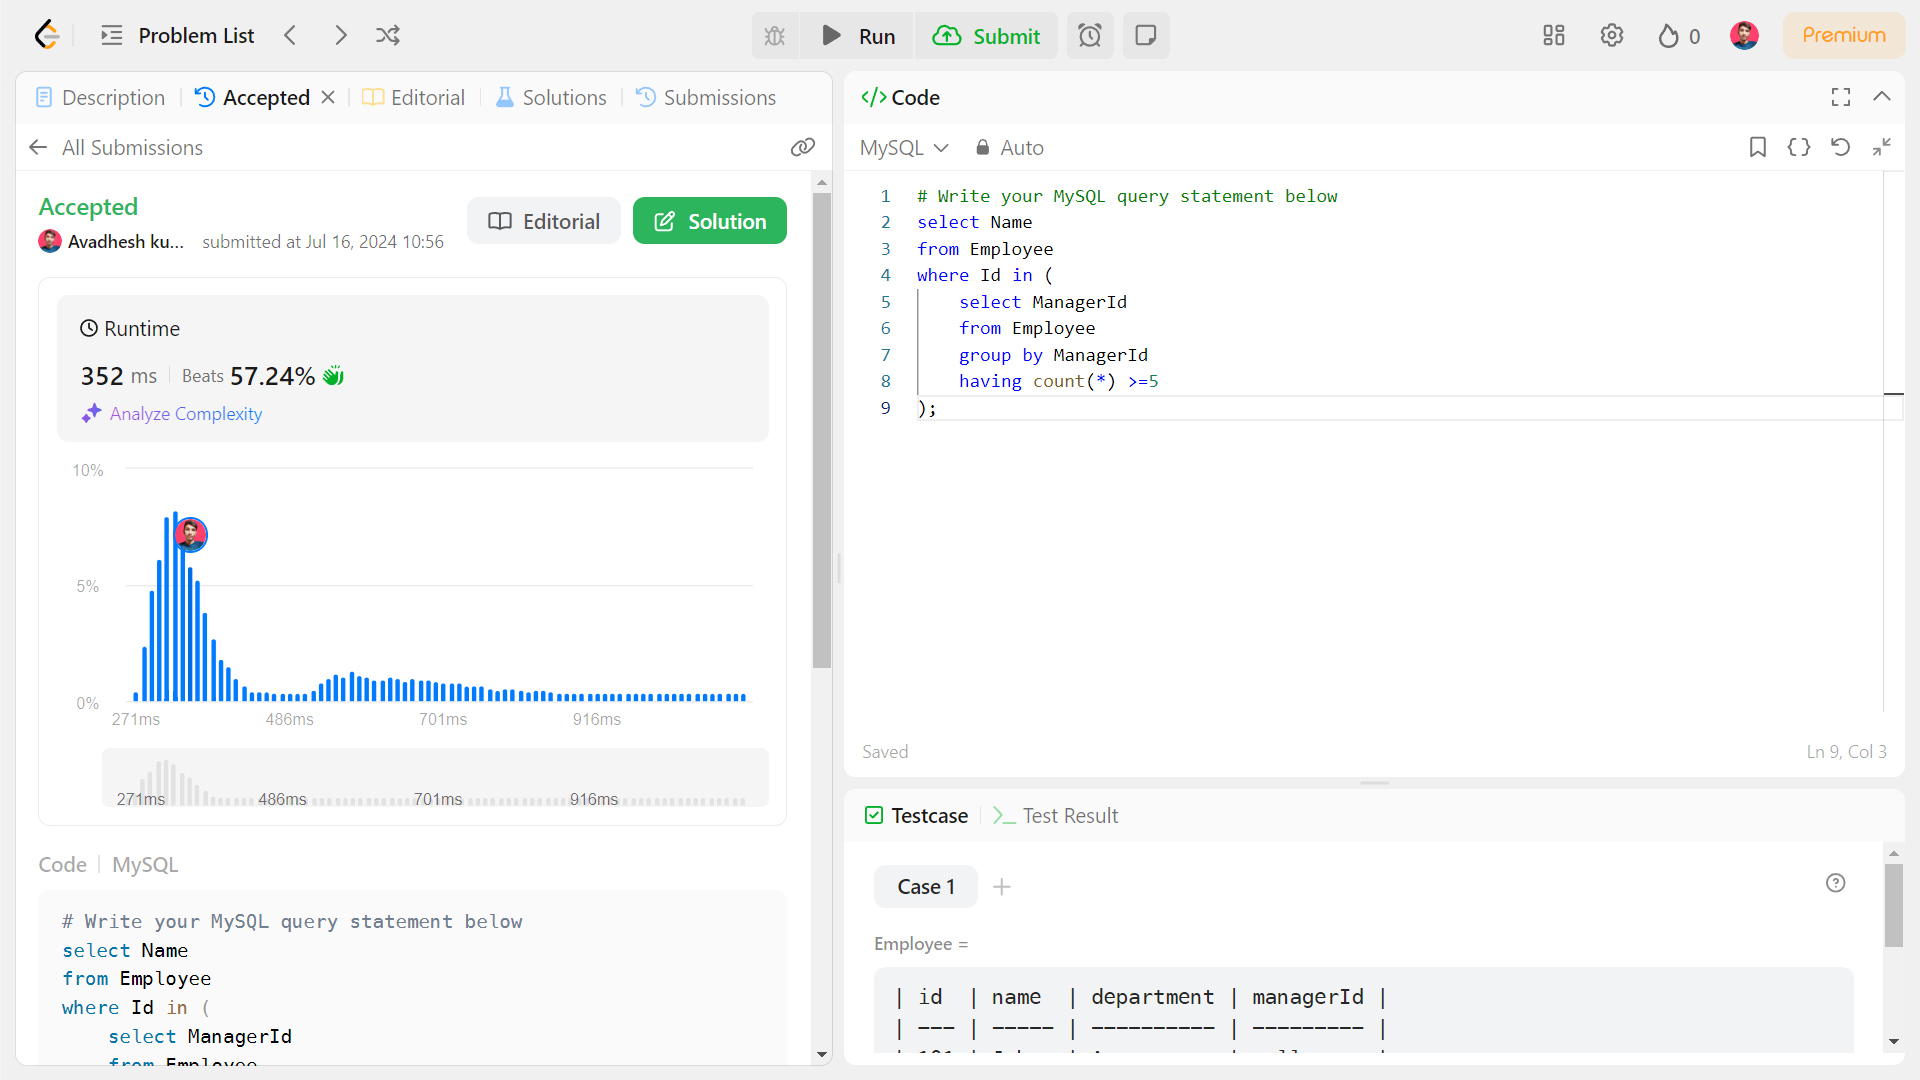 Problem List
Run
Submit
0
Premium
Description
Accepted
Editorial
Solutions
Submissions
All Submissions
Accepted
Avadhesh ku...
submitted at Jul 16, 2024 10:56
Editorial
Solution
Runtime
352 ms
Beats 57.24%
Analyze Complexity
10%
5%
0%
271ms
486ms
701ms
916ms
271ms
486ms
701ms
916ms
Code
MySQL
# Write your MySQL query statement below
select Name
from Employee
where Id in (
select ManagerId
from Employee
</> Code
MySQL
Auto
1 # Write your MySQL query statement below
2 select Name
3 from Employee
4 where Id in (
5 select ManagerId
6 from Employee
7 group by ManagerId
8 having count(*) >=5
9 );
Saved
Ln 9, Col 3
Testcase
Test Result
Case 1
Employee =
| id | name | department | managerId |
| --- | ----- | ---------- | --------- |